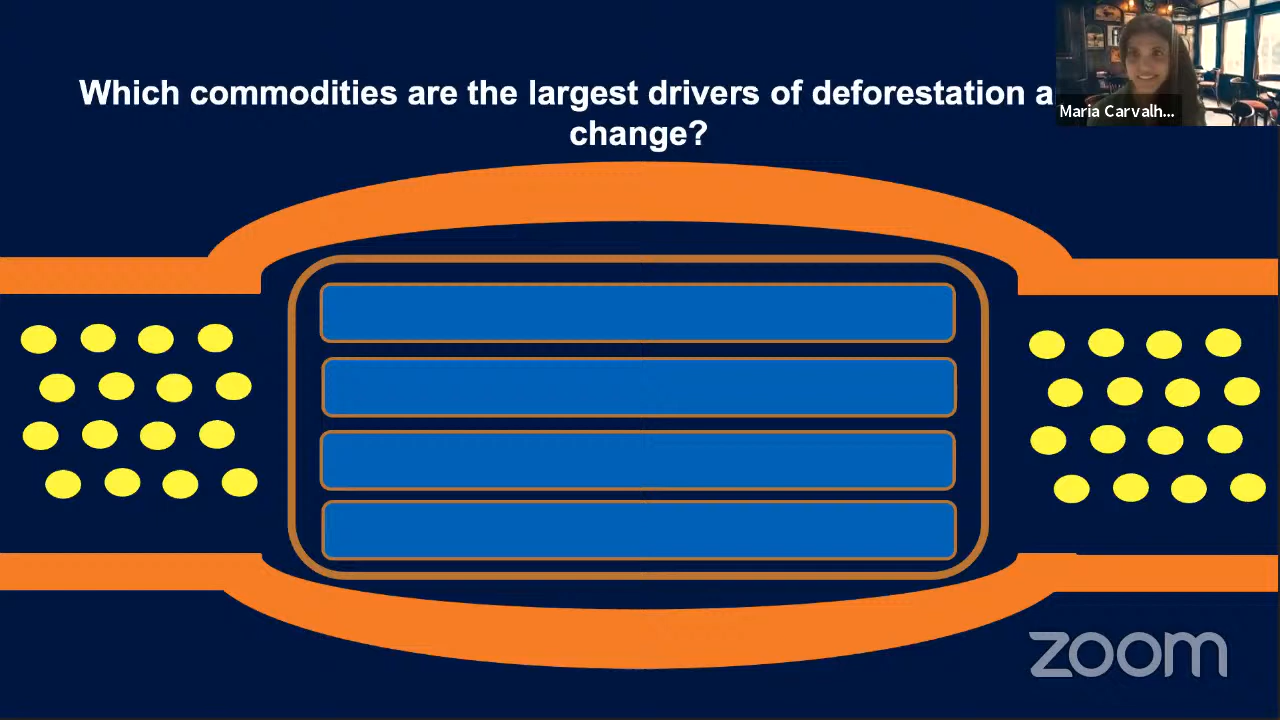 Which commodities are the largest drivers of deforestation a
change?
Maria Carvalh...
zoom